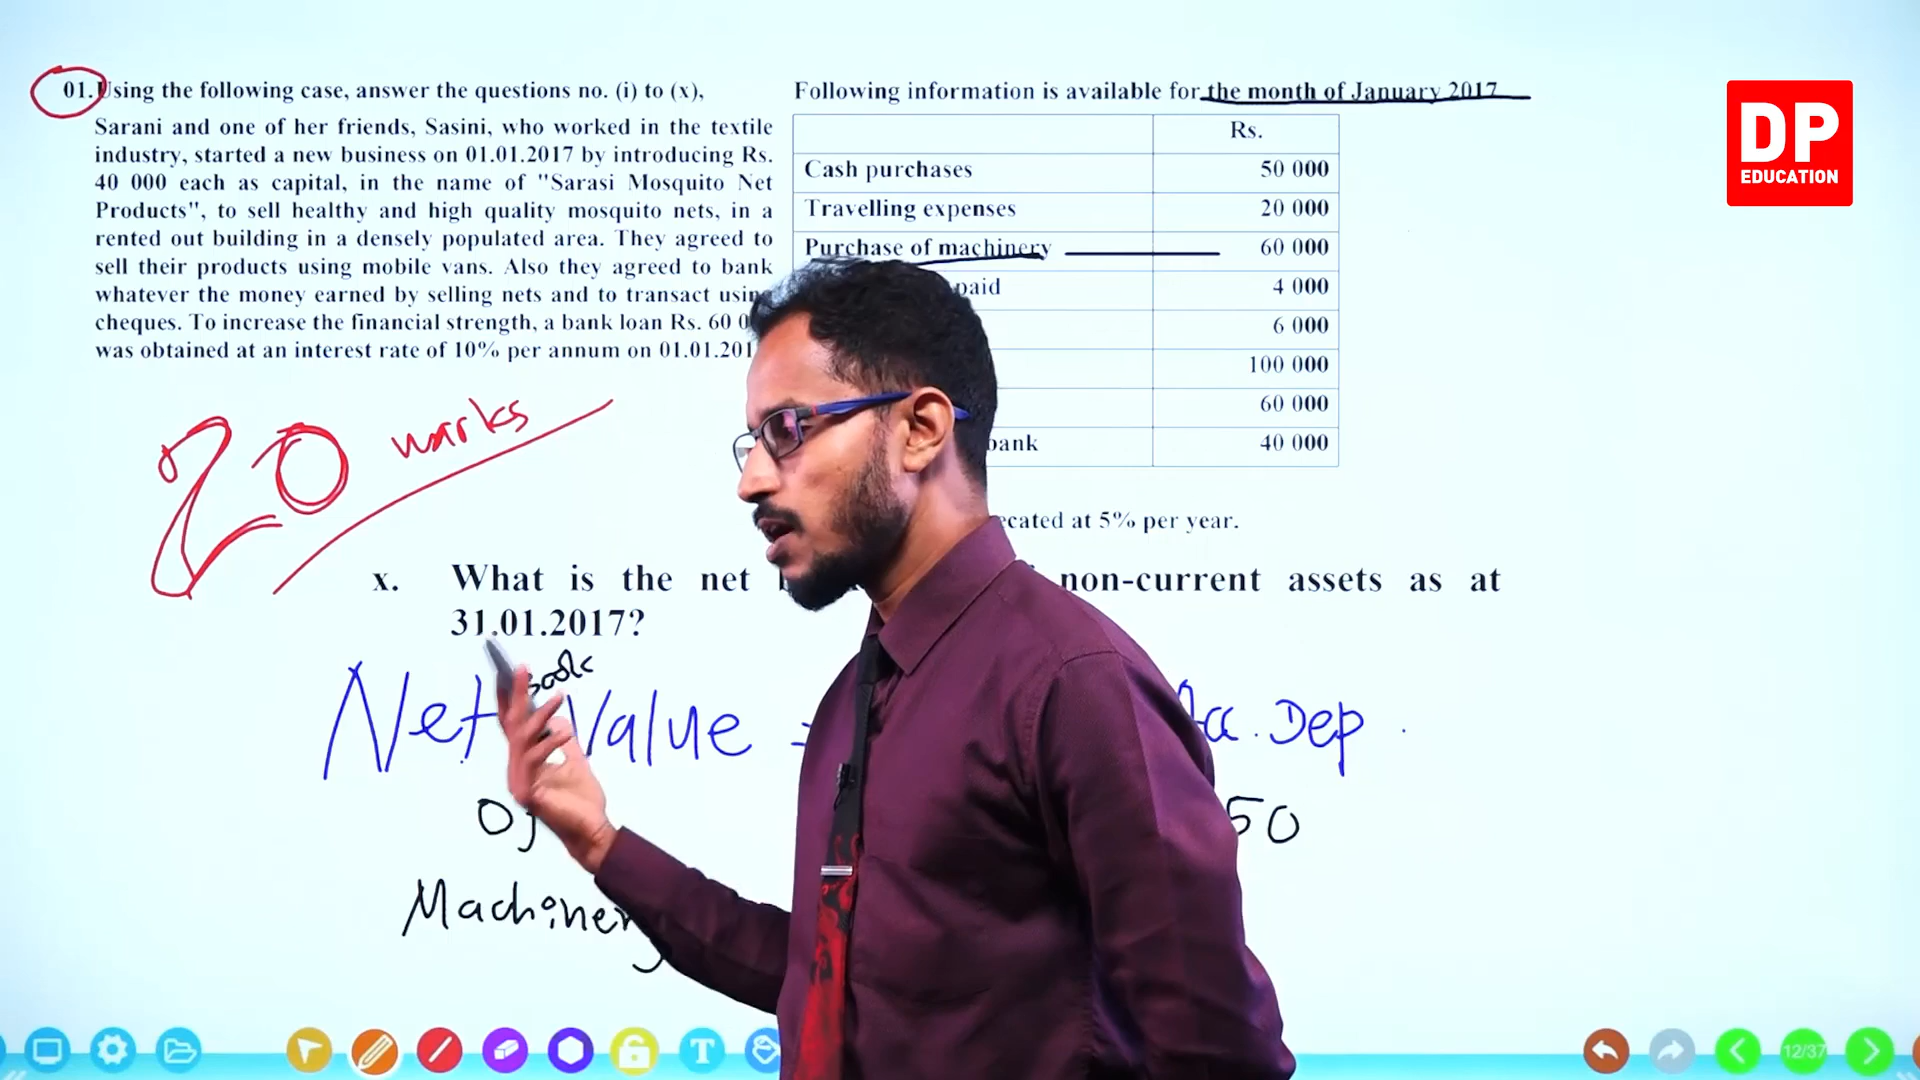 01. Using the following case, answer the questions no. (i) to (x),
Sarani and one of her friends, Sasini, who worked in the textile
industry, started a new business on 01.01.2017 by introducing Rs.
40 000 each as capital, in the name of "Sarasi Mosquito Net
Products", to sell healthy and high quality mosquito nets, in a
rented out building in a densely populated area. They agreed to
sell their products using mobile vans. Also they agreed to bank
whatever the money earned by selling nets and to transact
cheques. To increase the financial strength, a bank loan Rs. 60
was obtained at an interest rate of 10% per annum on
Following information is available for the month of January 2017
Rs.
Cash purchases 50 000
Travelling expenses 20 000
Purchase of machinery 60 000
paid 4 000
6 000
100 000
60 000
bank 40 000
at 5% per year.
20 marks
x. What is the net non-current assets as at
31.01.2017?
Book
Net Value = Acc. Dep.
Of 50
Machinery
DP
EDUCATION
T
12/37